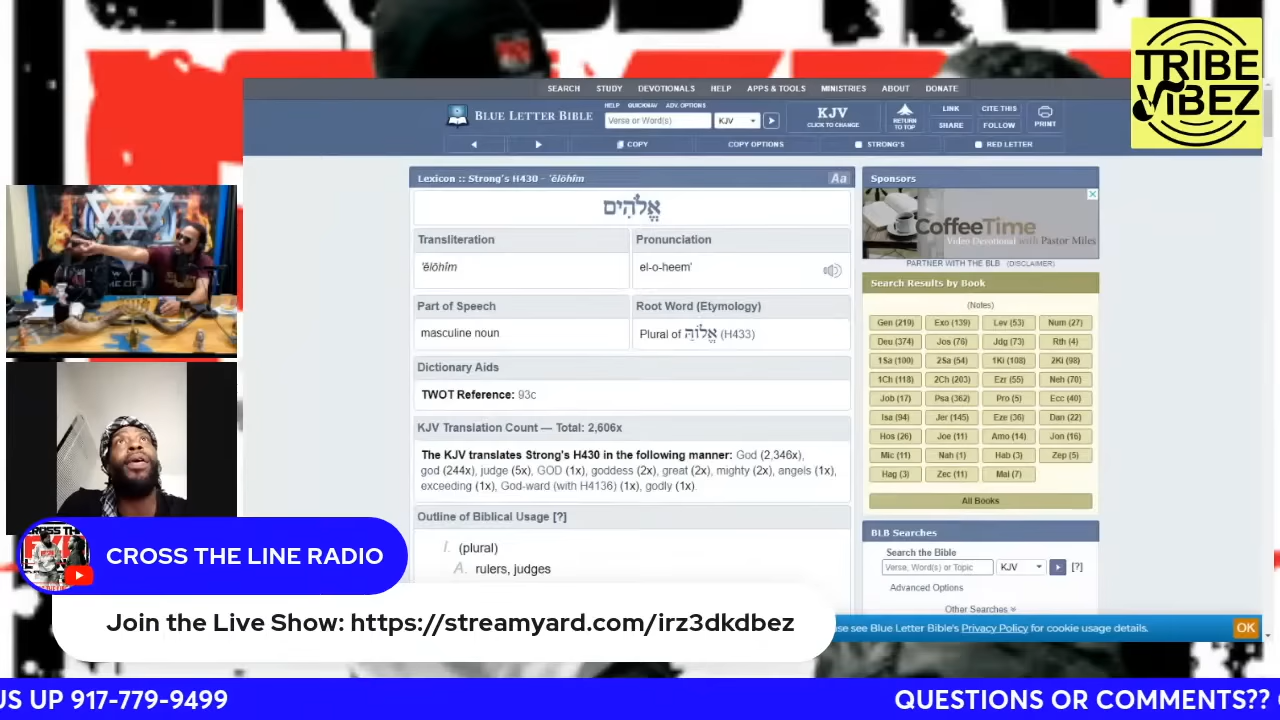 TRIBE
VIBEZ
SEARCH STUDY DEVOTIONALS HELP APPS & TOOLS MINISTRIES ABOUT DONATE
BLUE LETTER BIBLE
HELP QUICKNAV ADV. OPTIONS
Verse or Word(s)
KJV
KJV
CLICK TO CHANGE
RETURN
TO TOP
LINK
CITE THIS
SHARE
FOLLOW
PRINT
COPY
COPY OPTIONS
STRONG'S
RED LETTER
Lexicon :: Strong's H430 - 'ĕlōhîm
Aa
אֱלֹהִים
Transliteration
Pronunciation
'ĕlōhîm
el-o-heem'
Part of Speech
Root Word (Etymology)
masculine noun
Plural of אֱלוֹהַּ (H433)
Dictionary Aids
TWOT Reference: 93c
KJV Translation Count — Total: 2,606x
The KJV translates Strong's H430 in the following manner: God (2,346x),
god (244x), judge (5x), GOD (1x), goddess (2x), great (2x), mighty (2x), angels (1x),
exceeding (1x), God-ward (with H4136) (1x), godly (1x).
Outline of Biblical Usage [?]
I. (plural)
A. rulers, judges
Sponsors
CoffeeTime
Video Devotional with Pastor Miles
PARTNER WITH THE BLB (DISCLAIMER)
Search Results by Book
(Notes)
Gen (219) Exo (139) Lev (53) Num (27)
Deu (374) Jos (76) Jdg (73) Rth (4)
1Sa (100) 2Sa (54) 1Ki (108) 2Ki (98)
1Ch (118) 2Ch (203) Ezr (55) Neh (70)
Job (17) Psa (362) Pro (5) Ecc (40)
Isa (94) Jer (145) Eze (36) Dan (22)
Hos (26) Joe (11) Amo (14) Jon (16)
Mic (11) Nah (1) Hab (3) Zep (5)
Hag (3) Zec (11) Mal (7)
All Books
BLB Searches
Search the Bible
Verse, Word(s) or Topic
KJV
[?]
Advanced Options
Other Searches
see Blue Letter Bible's Privacy Policy for cookie usage details.
OK
CROSS THE LINE RADIO
Join the Live Show: https://streamyard.com/irz3dkdbez
US UP 917-779-9499
QUESTIONS OR COMMENTS??